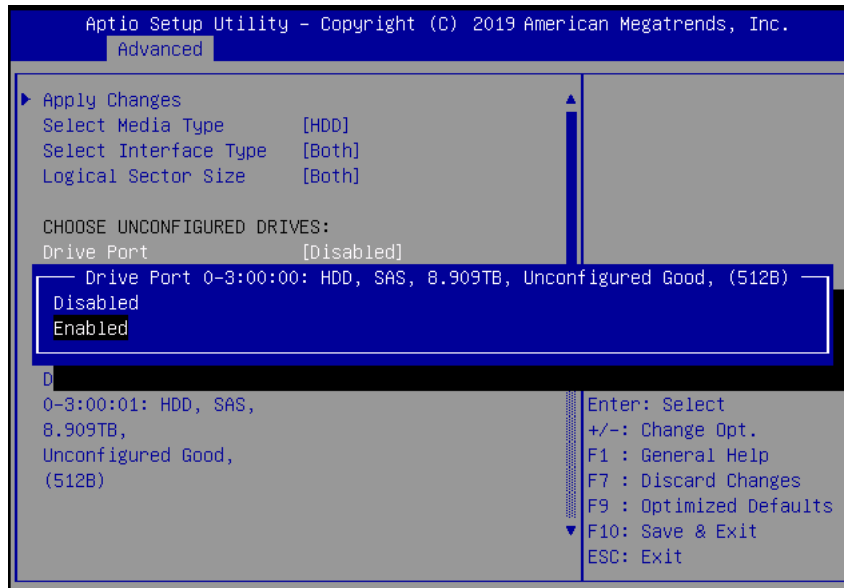 Aptio Setup Utility – Copyright (C) 2019 American Megatrends, Inc.
Advanced
Apply Changes
Select Media Type [HDD]
Select Interface Type [Both]
Logical Sector Size [Both]
CHOOSE UNCONFIGURED DRIVES:
Drive Port [Disabled]
Drive Port 0-3:00:00: HDD, SAS, 8.909TB, Unconfigured Good, (512B)
Disabled
Enabled
D
0-3:00:01: HDD, SAS,
8.909TB,
Unconfigured Good,
(512B)
Enter: Select
+/-: Change Opt.
F1 : General Help
F7 : Discard Changes
F9 : Optimized Defaults
F10: Save & Exit
ESC: Exit